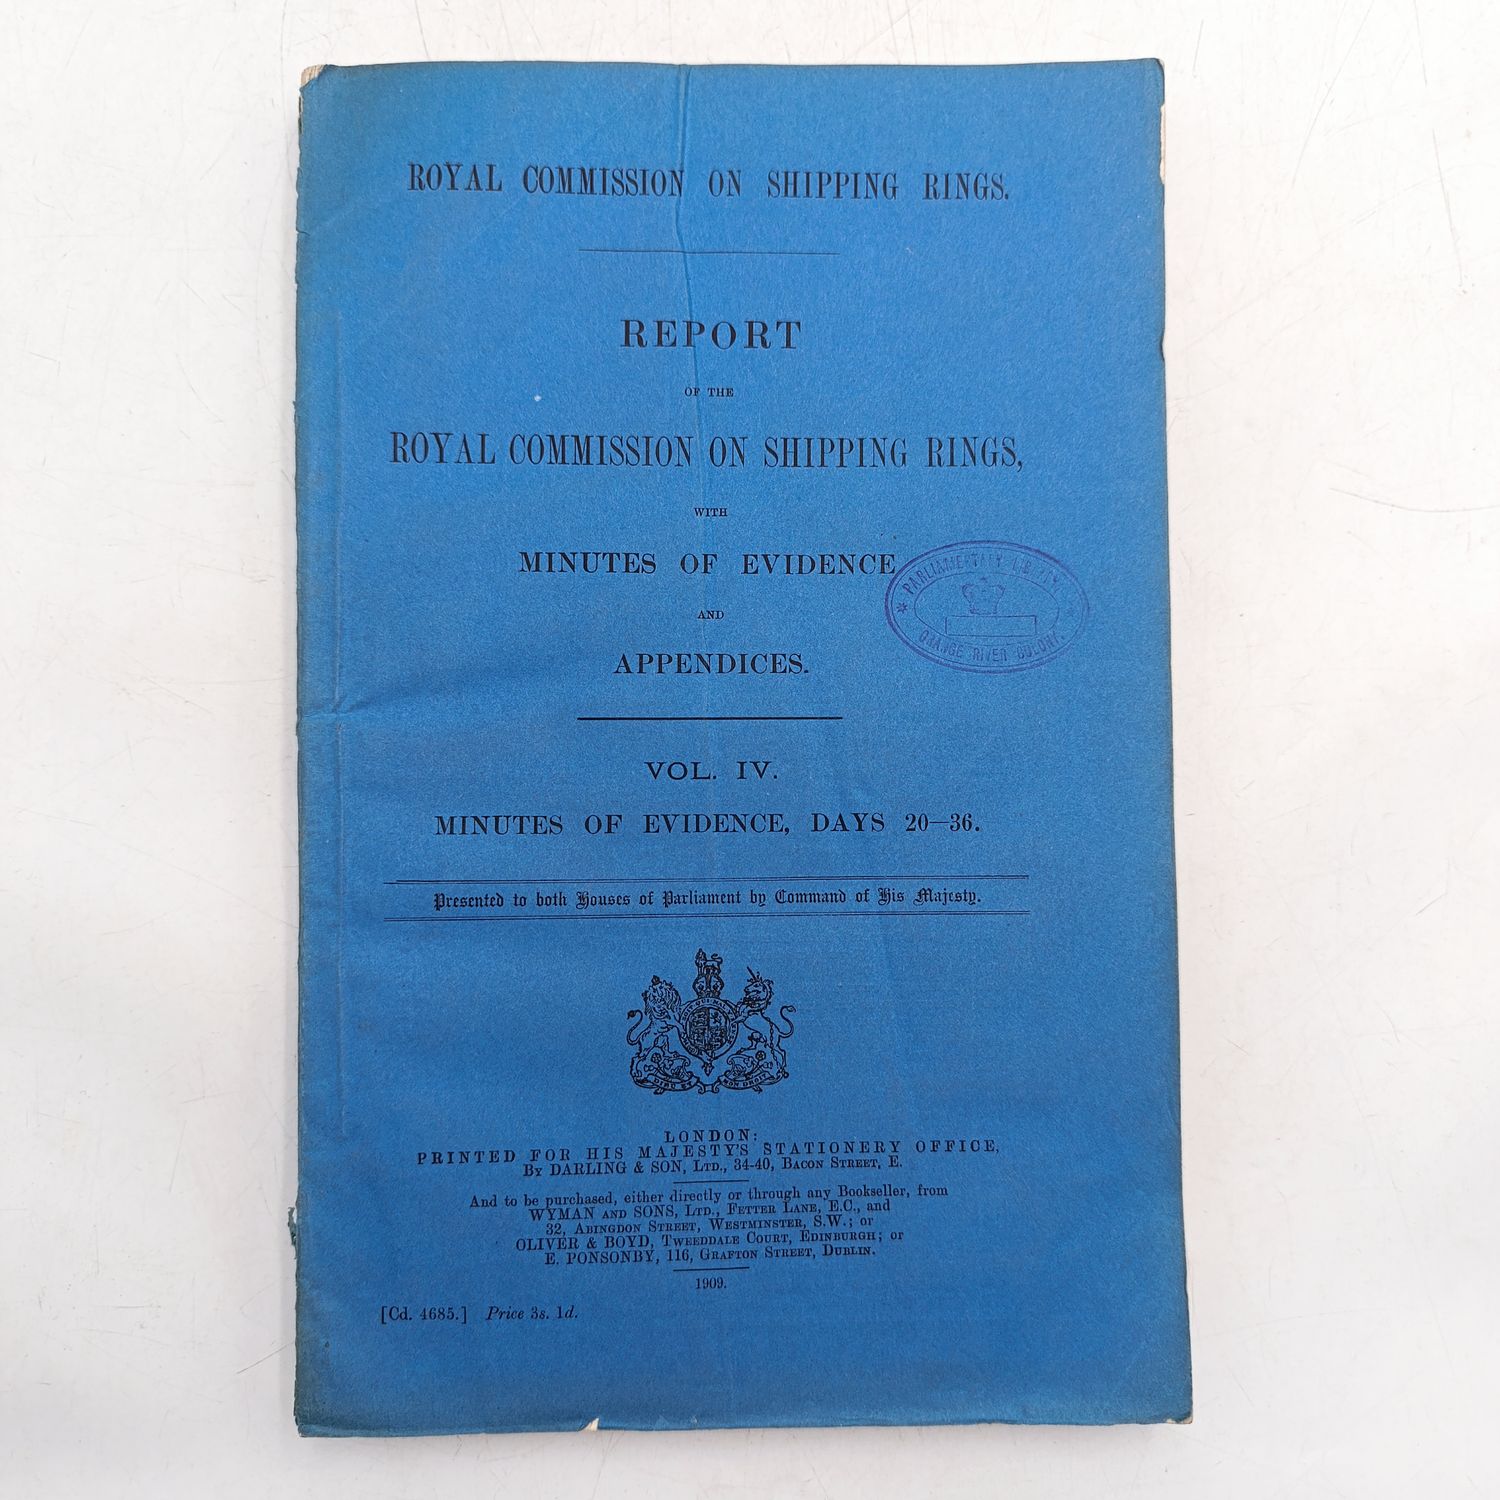 ROYAL COMMISSION ON SHIPPING RINGS.
REPORT
OF THE
ROYAL COMMISSION ON SHIPPING RINGS,
WITH
MINUTES OF EVIDENCE
AND
APPENDICES.
PARLIAMENTARY LIBRARY
ORANGE RIVER COLONY.
VOL. IV.
MINUTES OF EVIDENCE, DAYS 20—36.
Presented to both Houses of Parliament by Command of His Majesty.
DIEU ET MON DROIT
LONDON:
PRINTED FOR HIS MAJESTY'S STATIONERY OFFICE,
By DARLING & SON, Ltd., 34-40, Bacon Street, E.
And to be purchased, either directly or through any Bookseller, from
WYMAN AND SONS, Ltd., Fetter Lane, E.C., and
32, Abingdon Street, Westminster, S.W.; or
OLIVER & BOYD, Tweeddale Court, Edinburgh; or
E. PONSONBY, 116, Grafton Street, Dublin.
1909.
[Cd. 4685.] Price 3s. 1d.